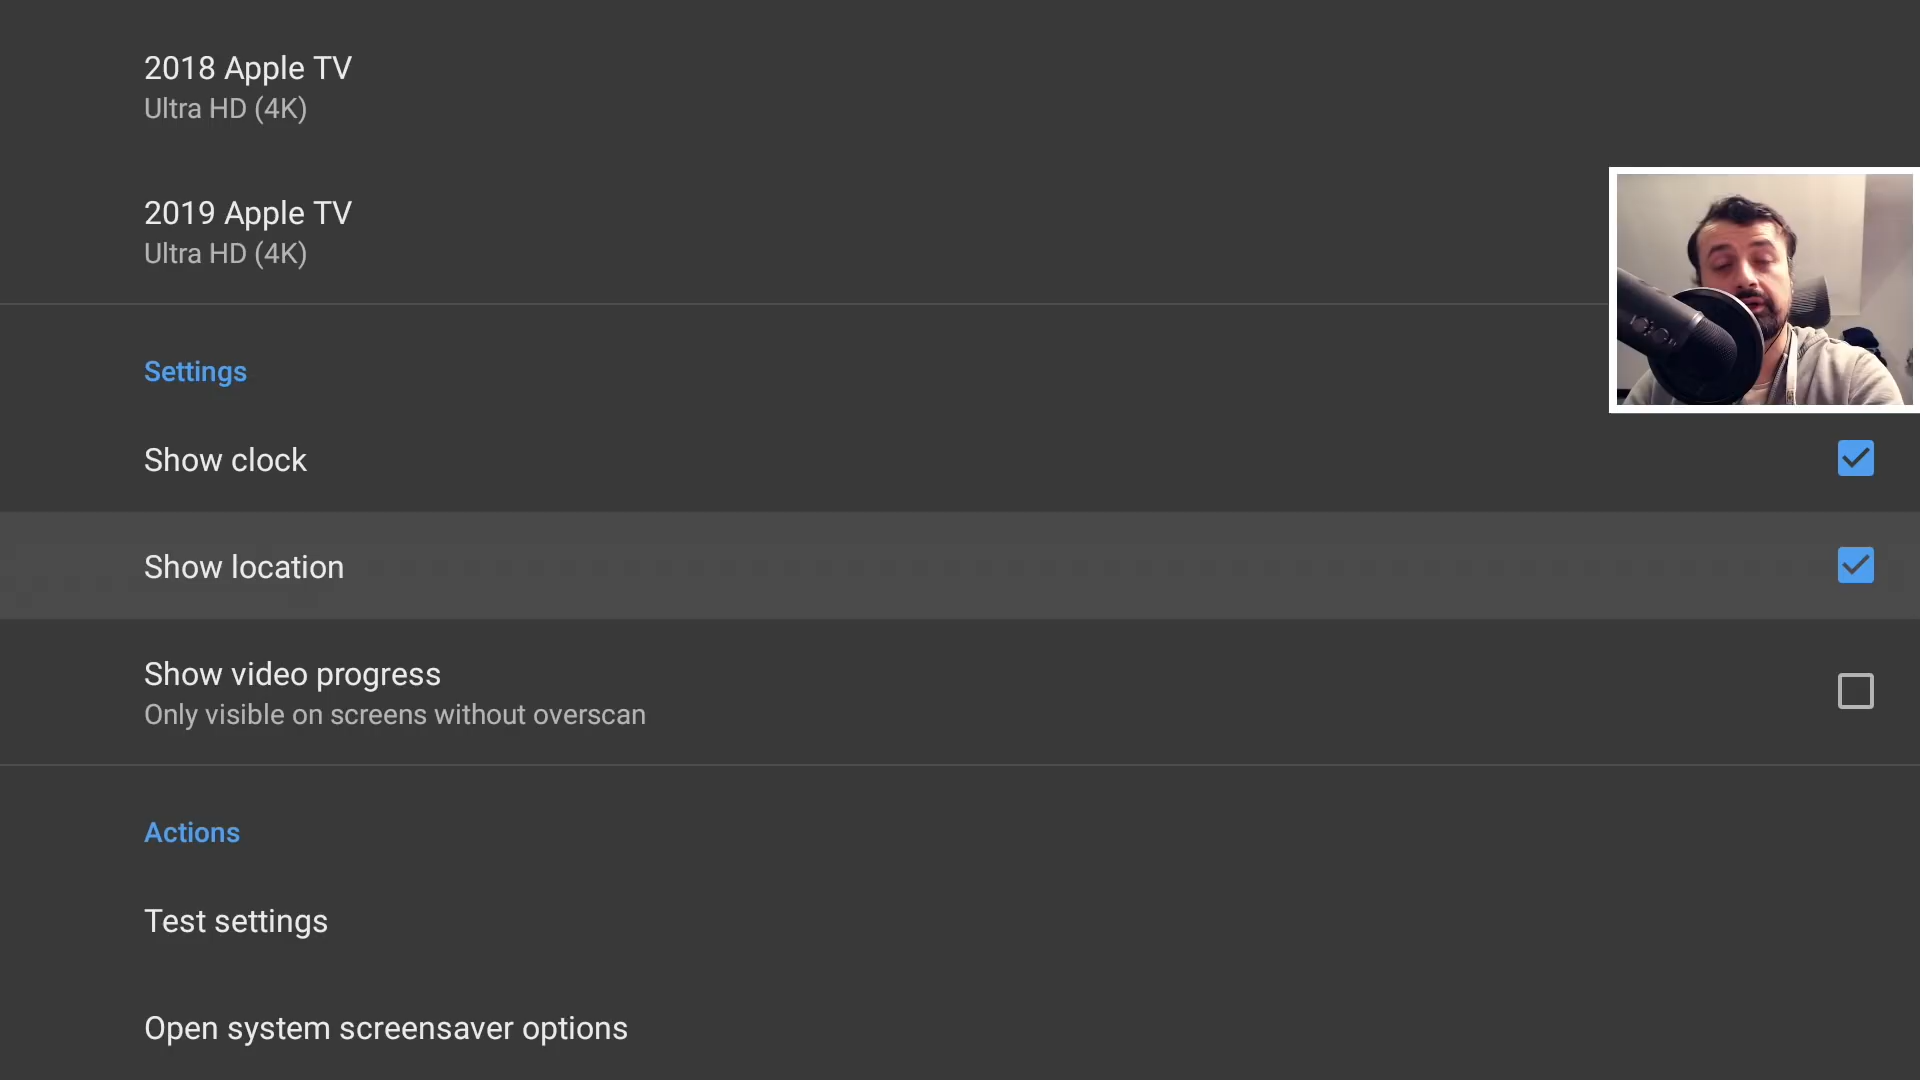 2018 Apple TV
Ultra HD (4K)
2019 Apple TV
Ultra HD (4K)
Settings
Show clock
Show location
Show video progress
Only visible on screens without overscan
Actions
Test settings
Open system screensaver options